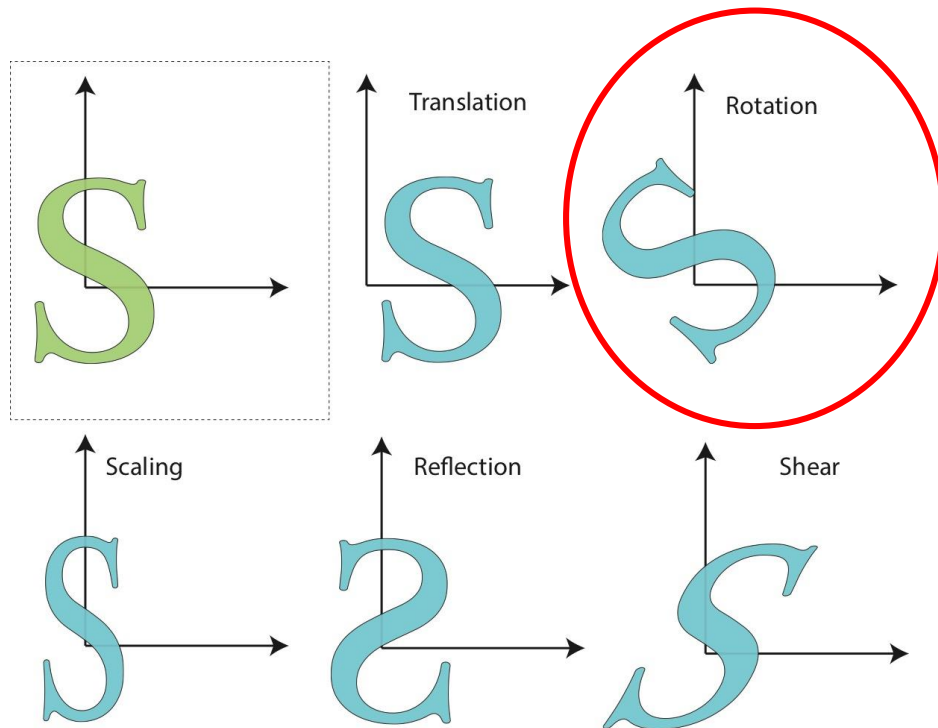 Translation
Rotation
Scaling
Reflection
Shear